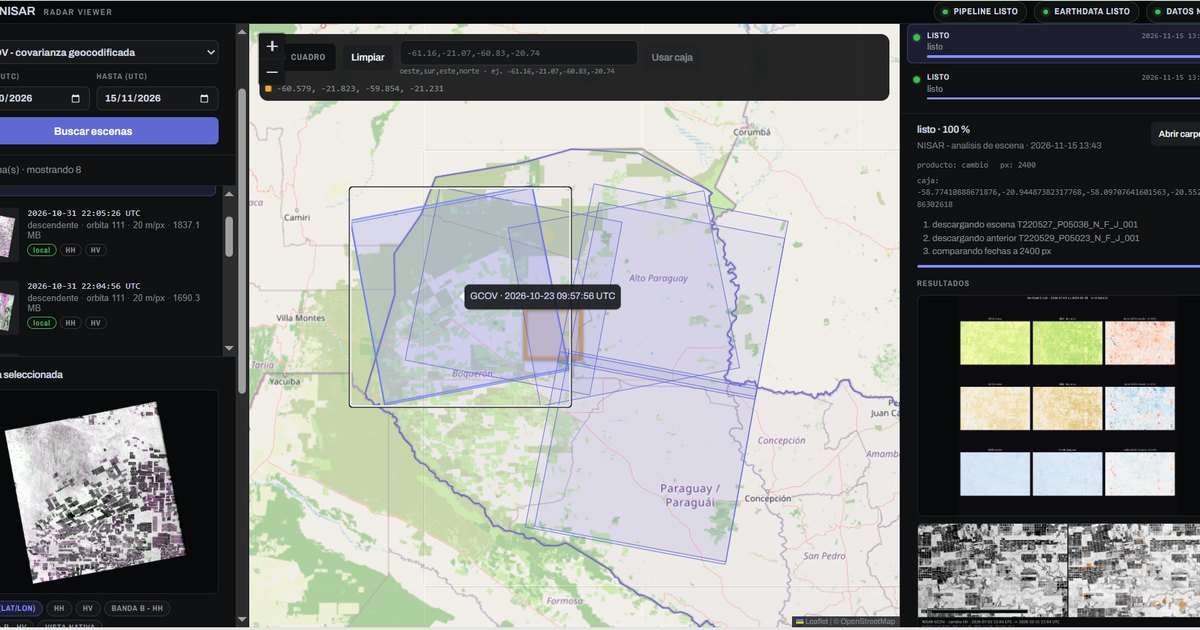 NISAR RADAR VIEWER
PIPELINE LISTO
EARTHDATA LISTO
DATOS
OV - covarianza geocodificada
UTC)
HASTA (UTC)
0/2026
15/11/2026
Buscar escenas
na(s) · mostrando 8
2026-10-31 22:05:26 UTC
descendente · orbita 111 · 20 m/px · 1837.1
MB
local HH HV
2026-10-31 22:04:56 UTC
descendente · orbita 111 · 20 m/px · 1690.3
MB
local HH HV
a seleccionada
(LAT/LON) HH HV BANDA B - HH
VISTA NATIVA
+
−
CUADRO
Limpiar
-61.16,-21.07,-60.83,-20.74
Usar caja
oeste,sur,este,norte · ej. -61.16,-21.07,-60.83,-20.74
-60.579, -21.823, -59.854, -21.231
Corumbá
Camiri
Alto Paraguay
GCOV · 2026-10-23 09:57:56 UTC
Villa Montes
Boquerón
Tarija
Yacuiba
Juan Ca
Concepción
Amamb
Paraguay /
Paraguái
Concepción
San Pedro
Formosa
Leaflet | © OpenStreetMap
LISTO 2026-11-15 13:
listo
LISTO 2026-11-15 13:
listo
listo · 100 %
Abrir carpe
NISAR - analisis de escena · 2026-11-15 13:43
producto: cambio px: 2400
caja:
-58.77410888671876,-20.94487382317768,-58.09707641601563,-20.552
86302618
1. descargando escena T220527_P05036_N_F_J_001
2. descargando anterior T220529_P05023_N_F_J_001
3. comparando fechas a 2400 px
RESULTADOS